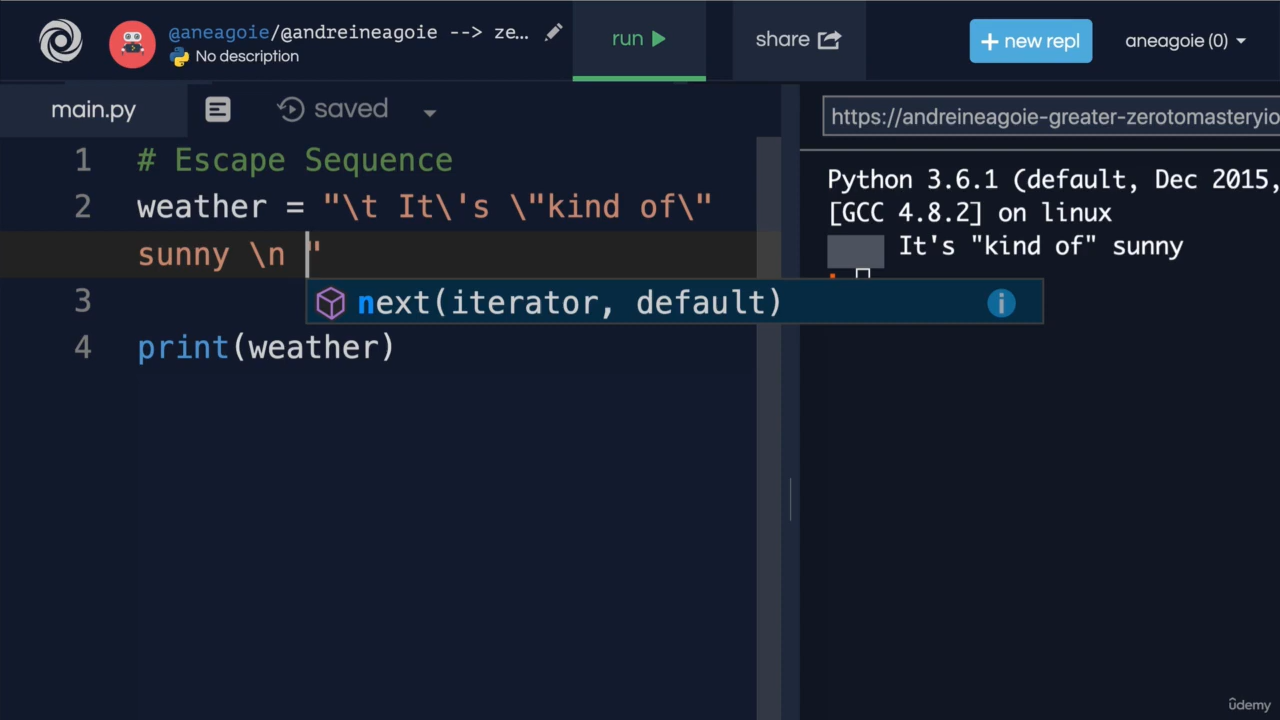 @aneagoie/@andreineagoie --> ze...
No description
run
share
+ new repl
aneagoie (0)
main.py
saved
https://andreineagoie-greater-zerotomasteryio
1 # Escape Sequence
2 weather = "\t It\'s \"kind of\"
sunny \n "
3
4 print(weather)
next(iterator, default)
i
Python 3.6.1 (default, Dec 2015,
[GCC 4.8.2] on linux
It's "kind of" sunny
ûdemy